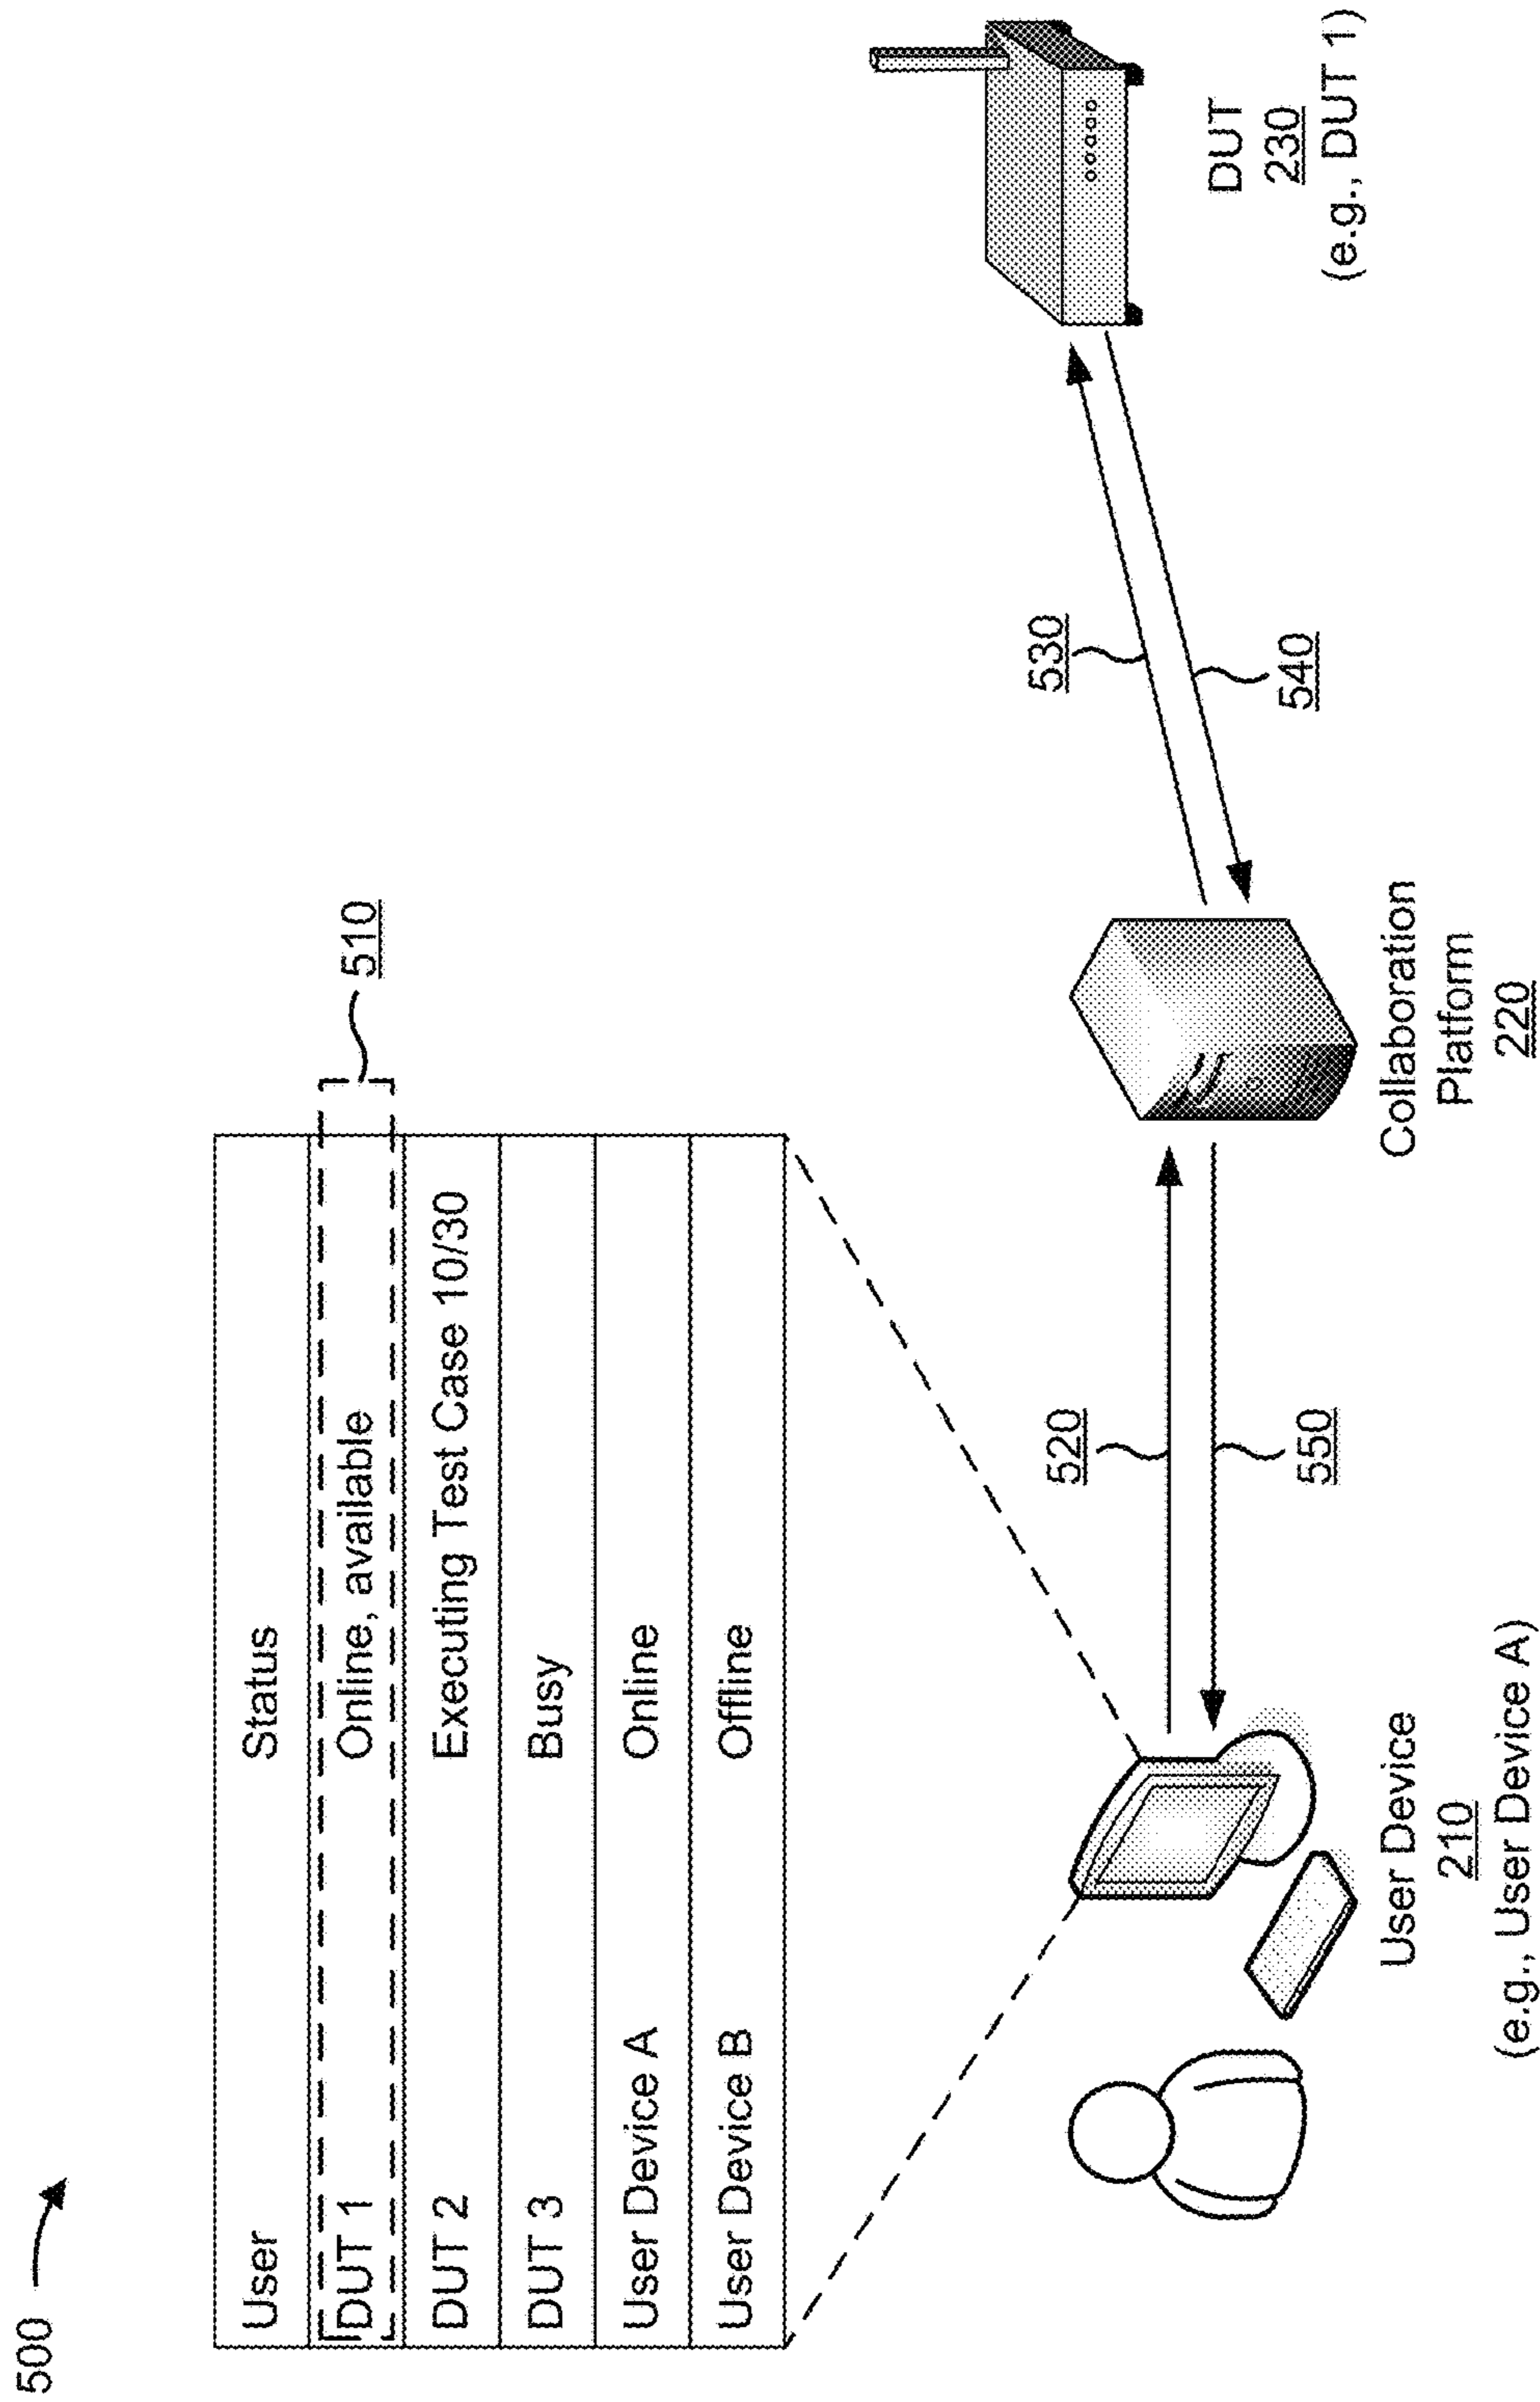 500
User Status
DUT 1 Online, available
510
DUT 2 Executing Test Case 10/30
DUT 3 Busy
User Device A Online
User Device B Offline
520
550
530
540
User Device
210
(e.g., User Device A)
Collaboration
Platform
220
DUT
230
(e.g., DUT 1)